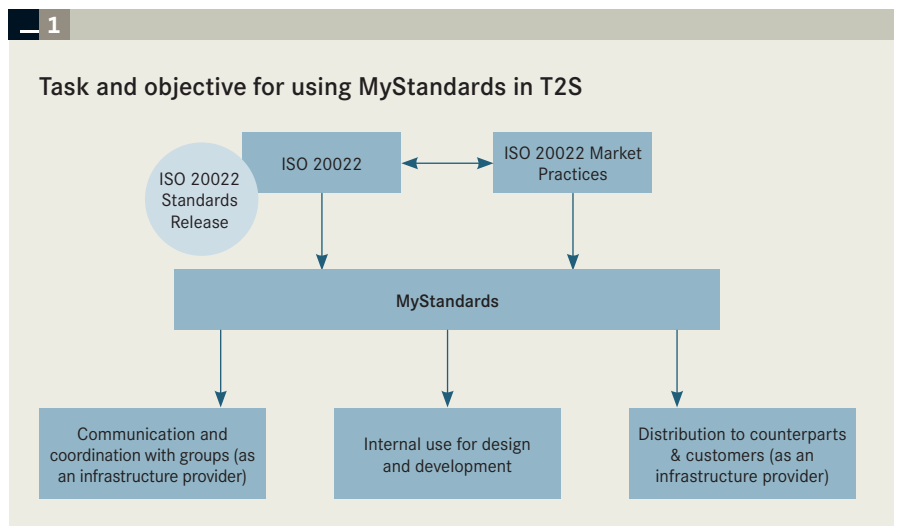 1
Task and objective for using MyStandards in T2S
ISO 20022
Standards
Release
ISO 20022
ISO 20022 Market
Practices
MyStandards
Communication and
coordination with groups (as
an infrastructure provider)
Internal use for design
and development
Distribution to counterparts
& customers (as an
infrastructure provider)